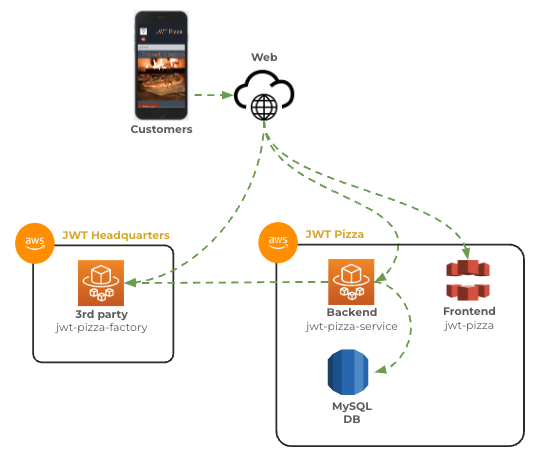 JWT Pizza
Web
Customers
aws
JWT Headquarters
aws
JWT Pizza
3rd party
jwt-pizza-factory
Backend
jwt-pizza-service
Frontend
jwt-pizza
MySQL
DB